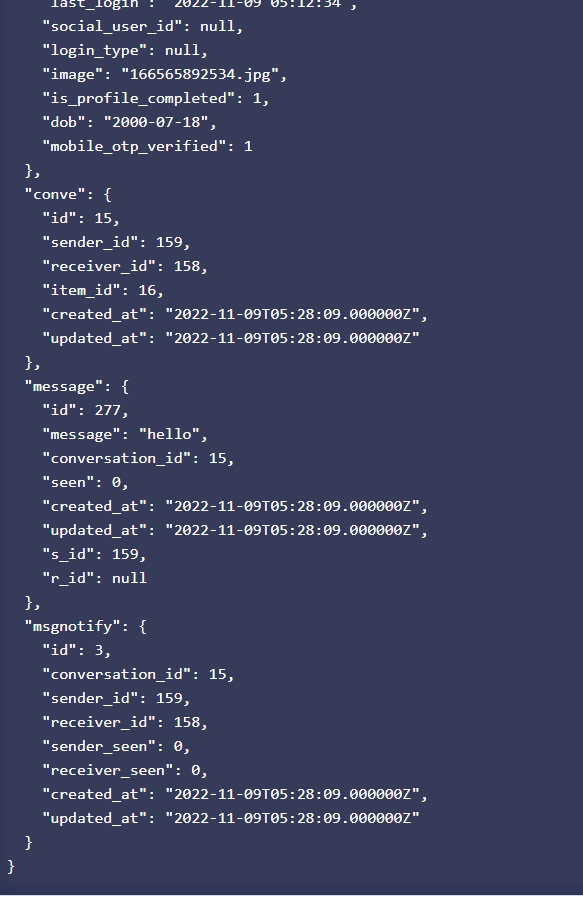 "last_login": "2022-11-09 05:12:34",
"social_user_id": null,
"login_type": null,
"image": "166565892534.jpg",
"is_profile_completed": 1,
"dob": "2000-07-18",
"mobile_otp_verified": 1
},
"conve": {
"id": 15,
"sender_id": 159,
"receiver_id": 158,
"item_id": 16,
"created_at": "2022-11-09T05:28:09.000000Z",
"updated_at": "2022-11-09T05:28:09.000000Z"
},
"message": {
"id": 277,
"message": "hello",
"conversation_id": 15,
"seen": 0,
"created_at": "2022-11-09T05:28:09.000000Z",
"updated_at": "2022-11-09T05:28:09.000000Z",
"s_id": 159,
"r_id": null
},
"msgnotify": {
"id": 3,
"conversation_id": 15,
"sender_id": 159,
"receiver_id": 158,
"sender_seen": 0,
"receiver_seen": 0,
"created_at": "2022-11-09T05:28:09.000000Z",
"updated_at": "2022-11-09T05:28:09.000000Z"
}
}